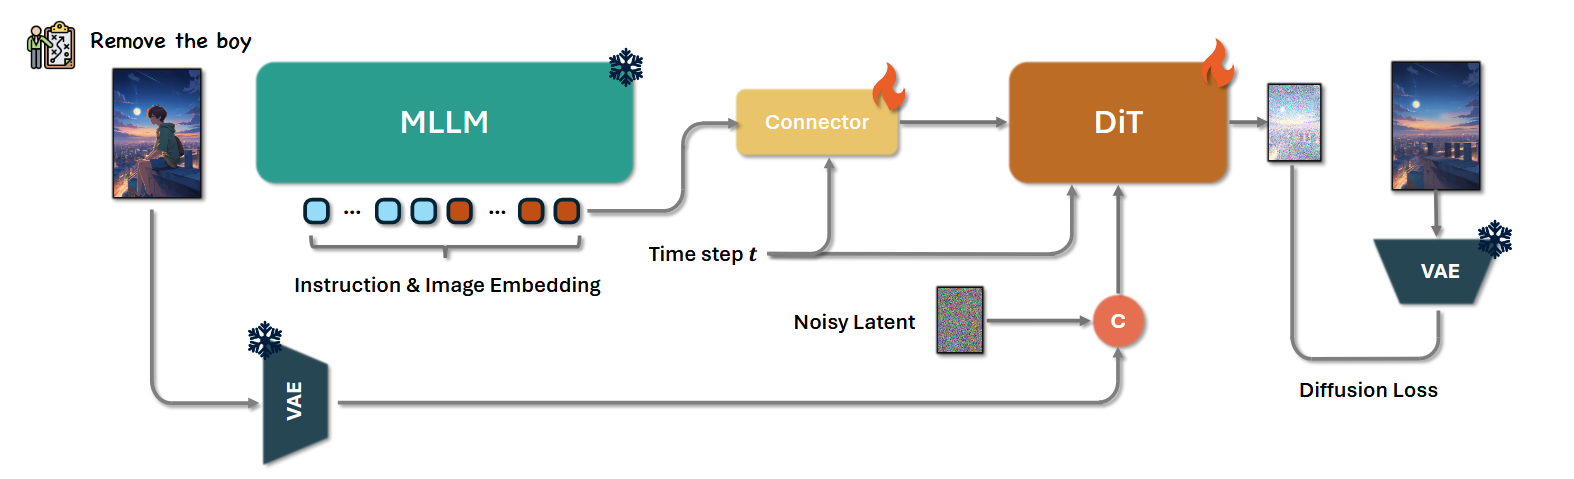 Remove the boy
MLLM
Connector
DiT
...
...
Time step t
Instruction & Image Embedding
VAE
Noisy Latent
C
Diffusion Loss
VAE